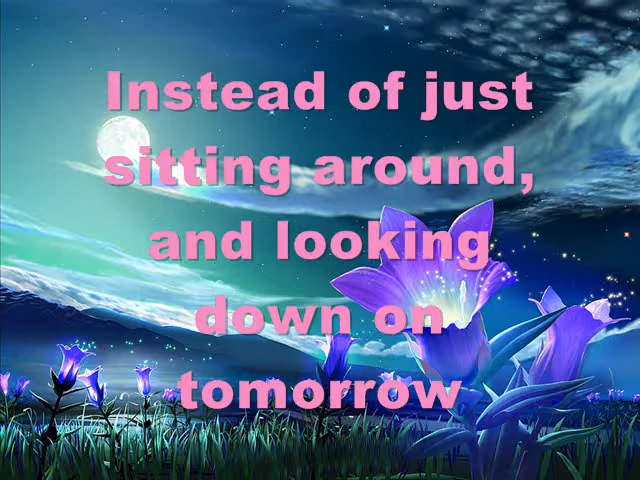 Instead of just
sitting around,
and looking
down on
tomorrow